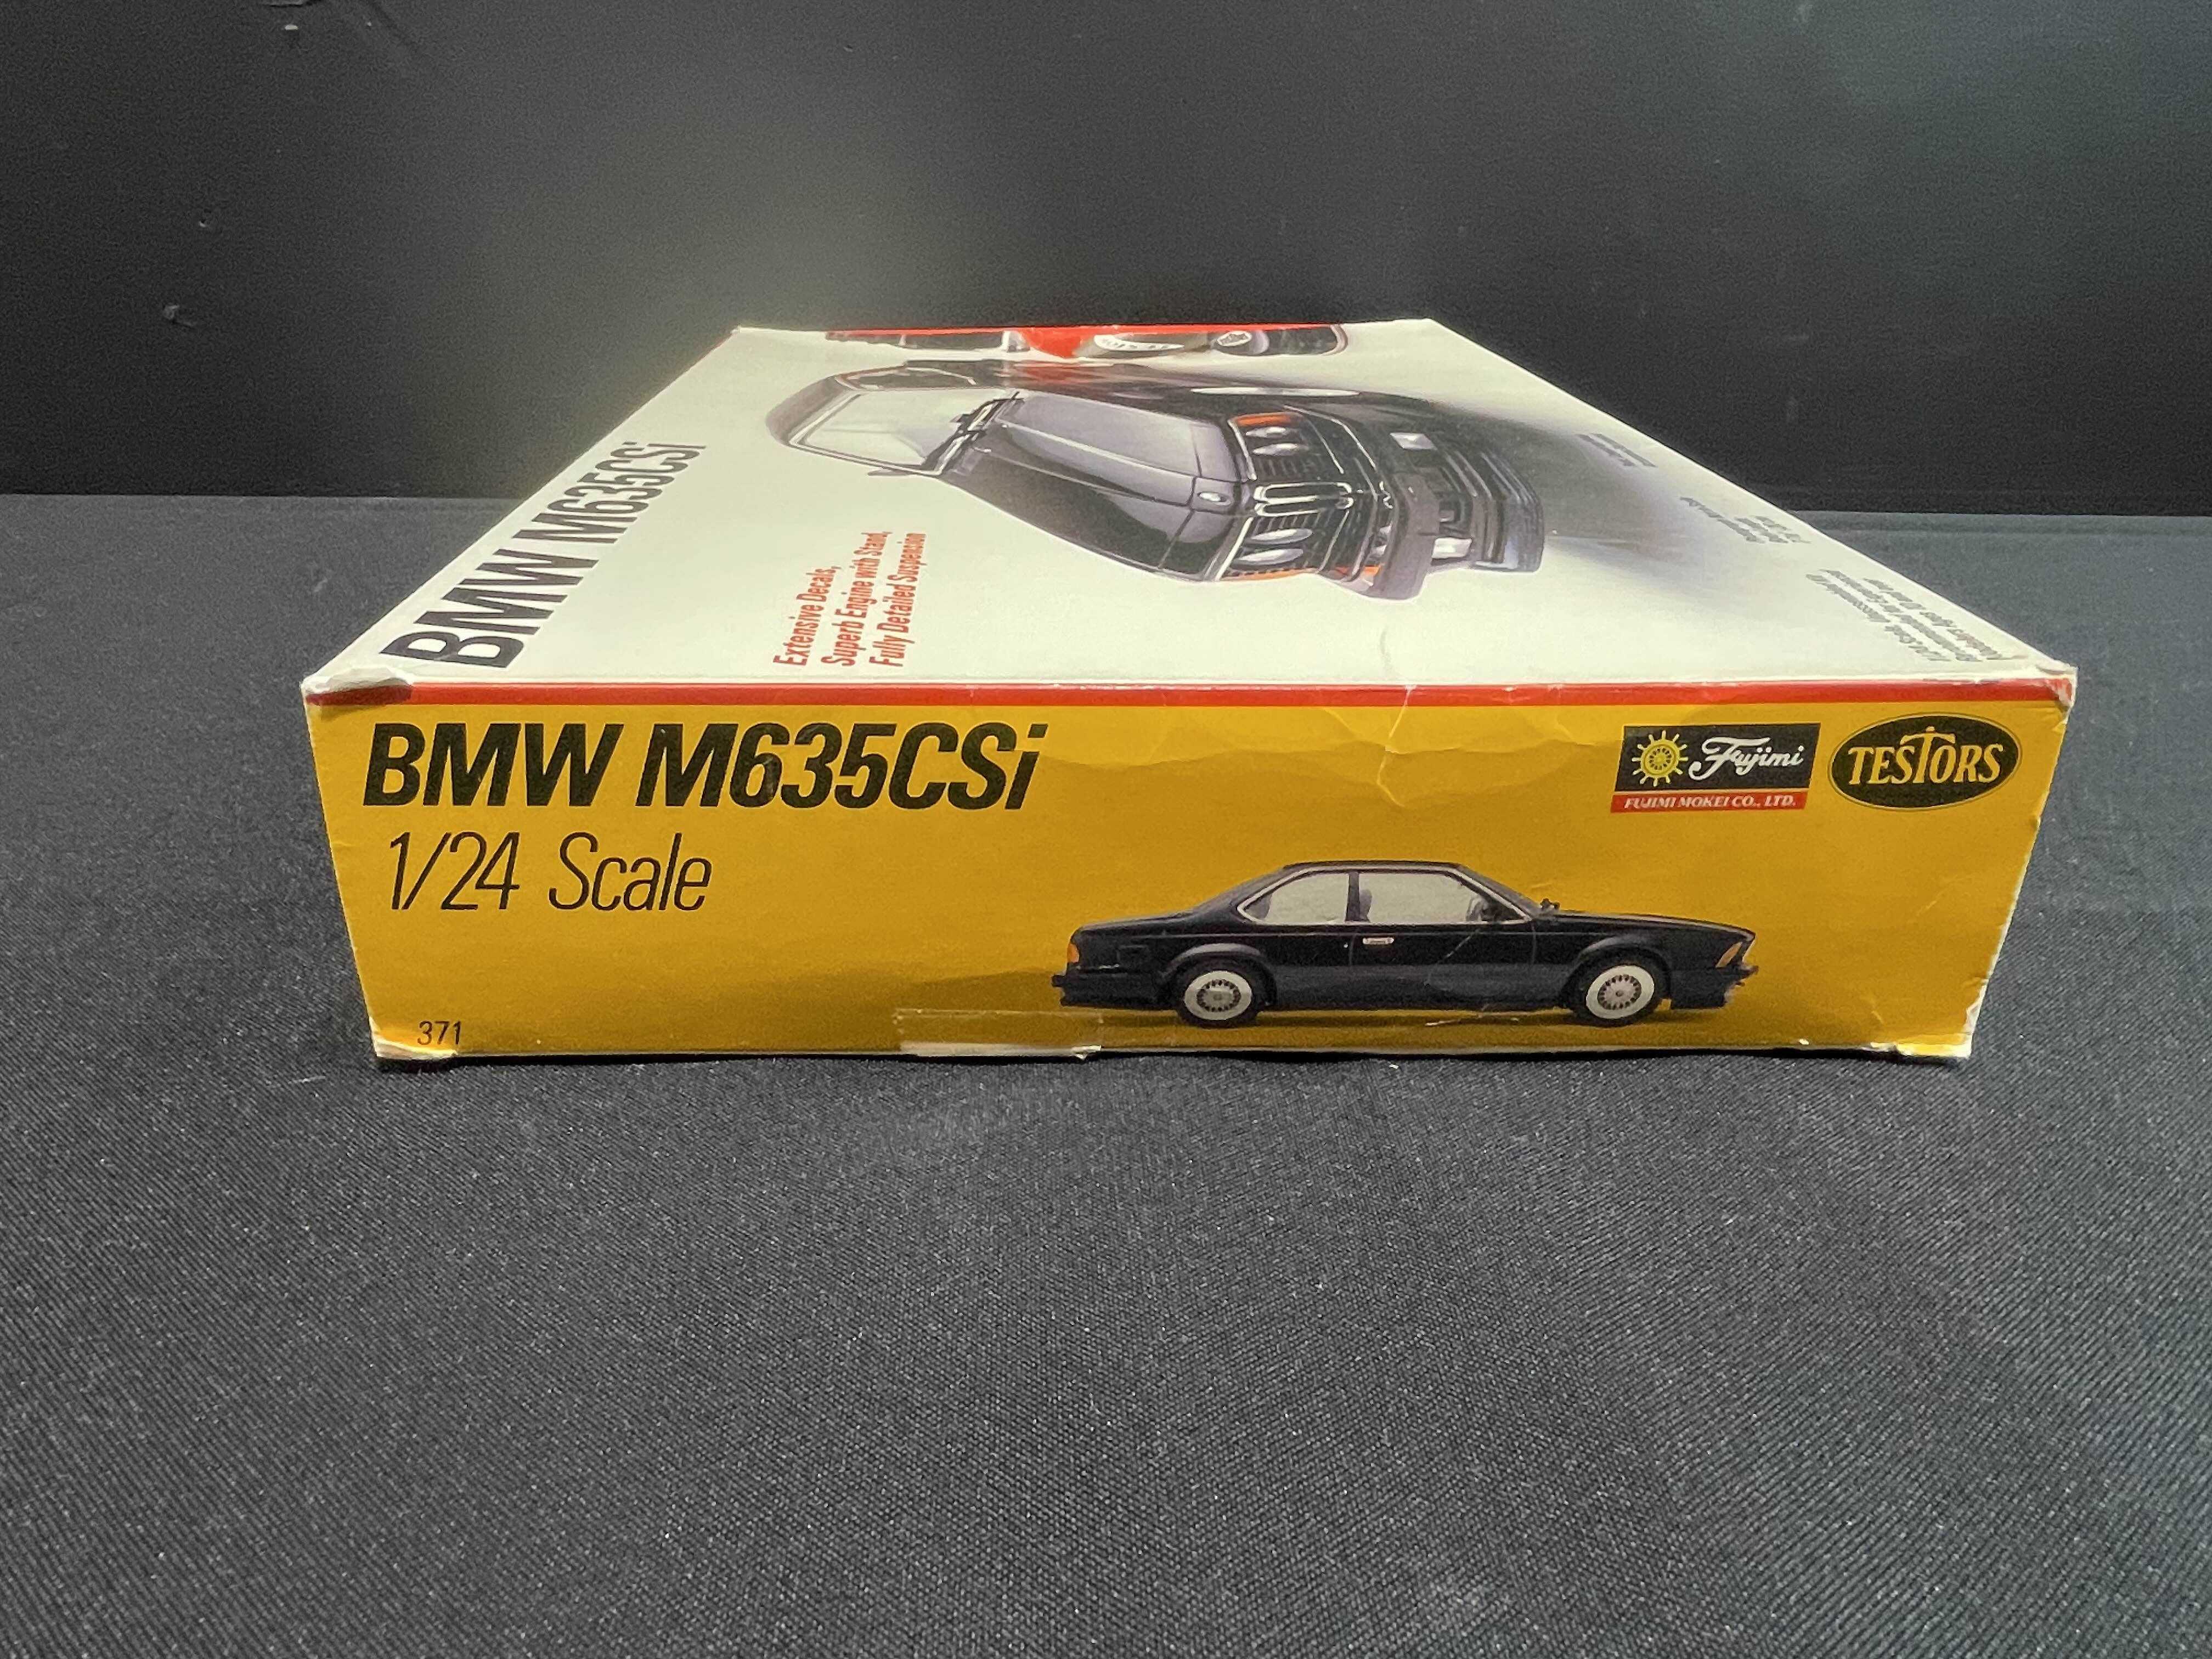 BMW M635CSi
Extensive Decals,
Superb Engine with Stand,
Fully Detailed Suspension
BMW M635CSi
1/24 Scale
371
Fujimi
FUJIMI MOKEI CO., LTD.
TESTORS